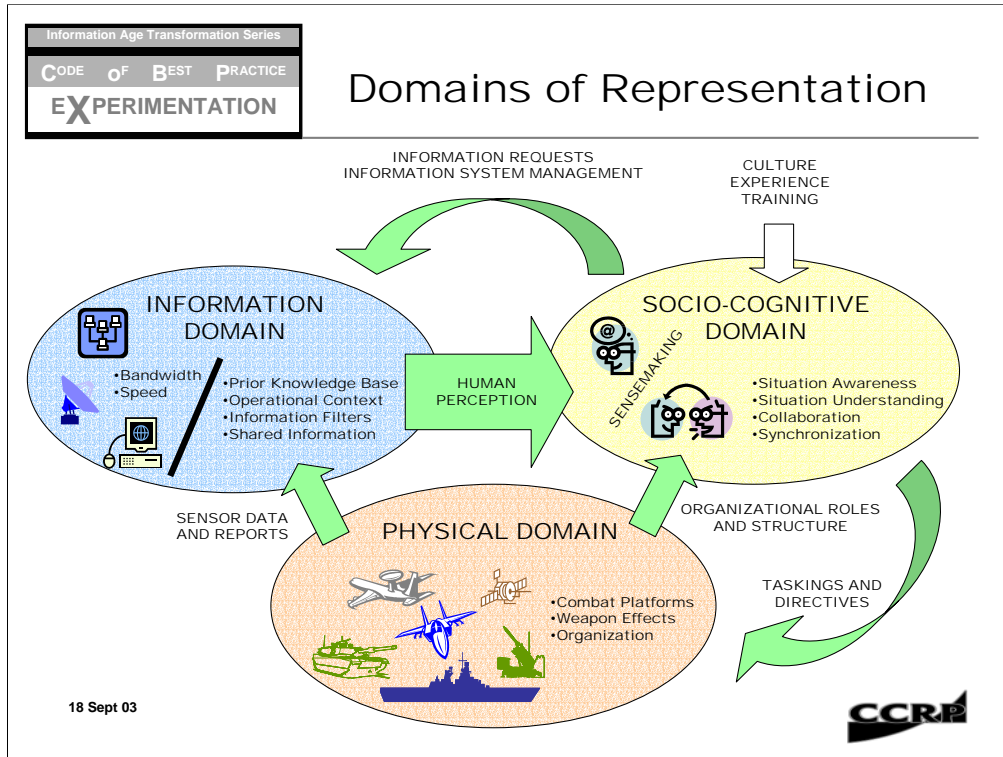 Information Age Transformation Series
CODE OF BEST PRACTICE
EXPERIMENTATION
Domains of Representation
INFORMATION REQUESTS
INFORMATION SYSTEM MANAGEMENT
CULTURE
EXPERIENCE
TRAINING
INFORMATION
DOMAIN
•Bandwidth
•Speed
•Prior Knowledge Base
•Operational Context
•Information Filters
•Shared Information
HUMAN
PERCEPTION
SOCIO-COGNITIVE
DOMAIN
@
SENSEMAKING
•Situation Awareness
•Situation Understanding
•Collaboration
•Synchronization
SENSOR DATA
AND REPORTS
PHYSICAL DOMAIN
•Combat Platforms
•Weapon Effects
•Organization
ORGANIZATIONAL ROLES
AND STRUCTURE
TASKINGS AND
DIRECTIVES
18 Sept 03
CCRP